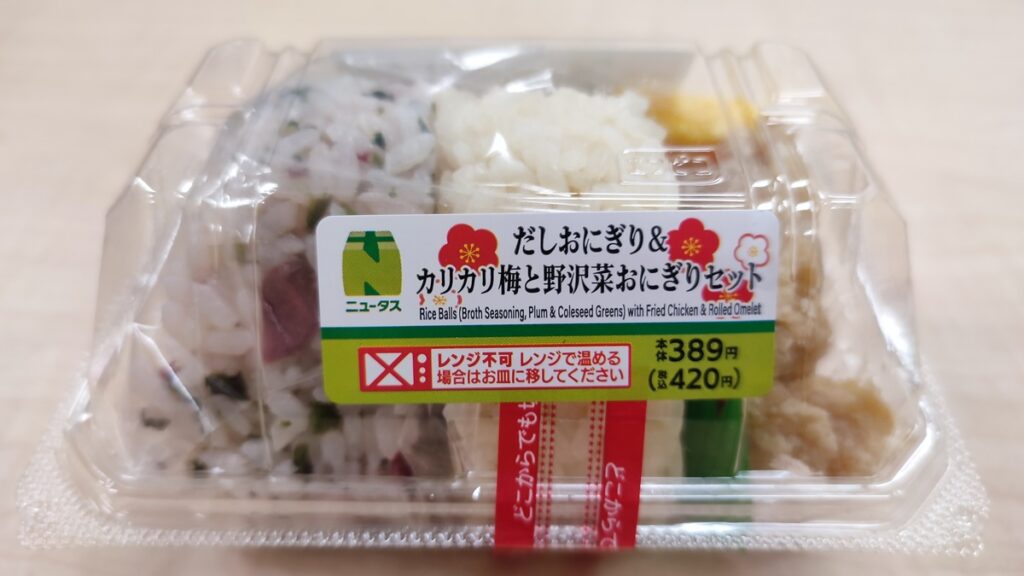 だしおにぎり&
カリカリ梅と野沢菜おにぎりセット
Rice Balls (Broth Seasoning, Plum & Coleseed Greens) with Fried Chicken & Rolled Omelet
ニュータス
レンジ不可 レンジで温める
場合はお皿に移してください
本体389円
(税込420円)
どこからでも
どこから